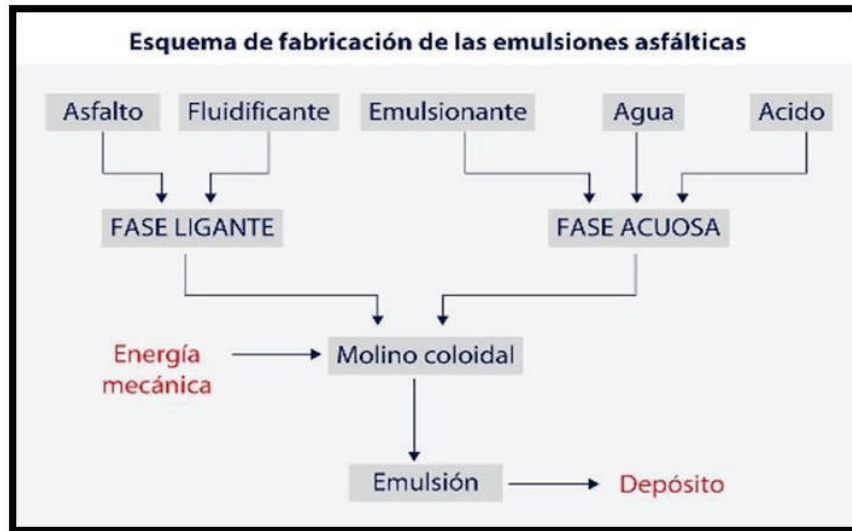 Esquema de fabricación de las emulsiones asfálticas
Asfalto
Fluidificante
Emulsionante
Agua
Acido
FASE LIGANTE
FASE ACUOSA
Energía
mecánica
Molino coloidal
Emulsión
Depósito